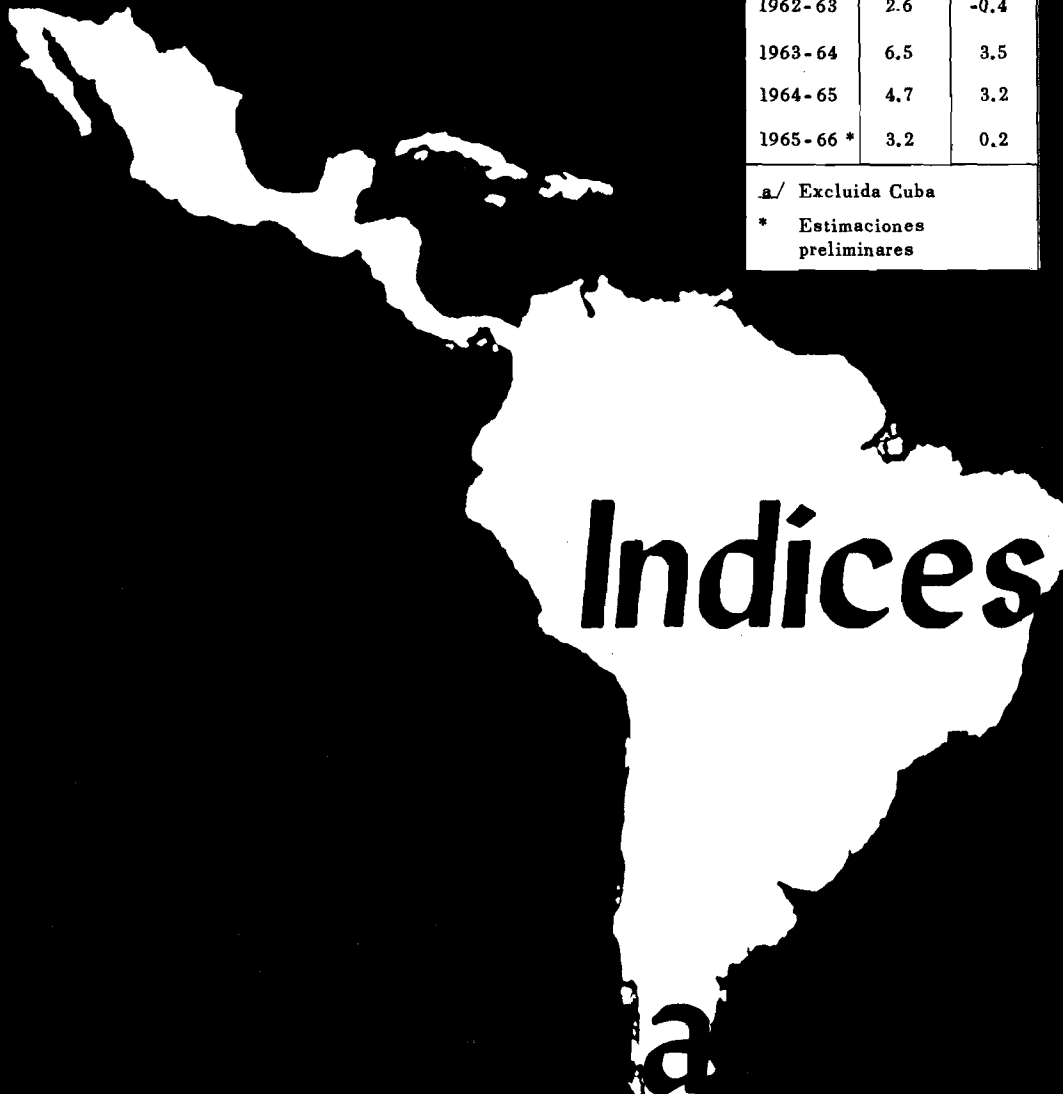 1962-63 2.6 -0.4
1963-64 6.5 3.5
1964-65 4.7 3.2
1965-66 * 3.2 0.2
a/ Excluida Cuba
* Estimaciones
preliminares
Indices
a